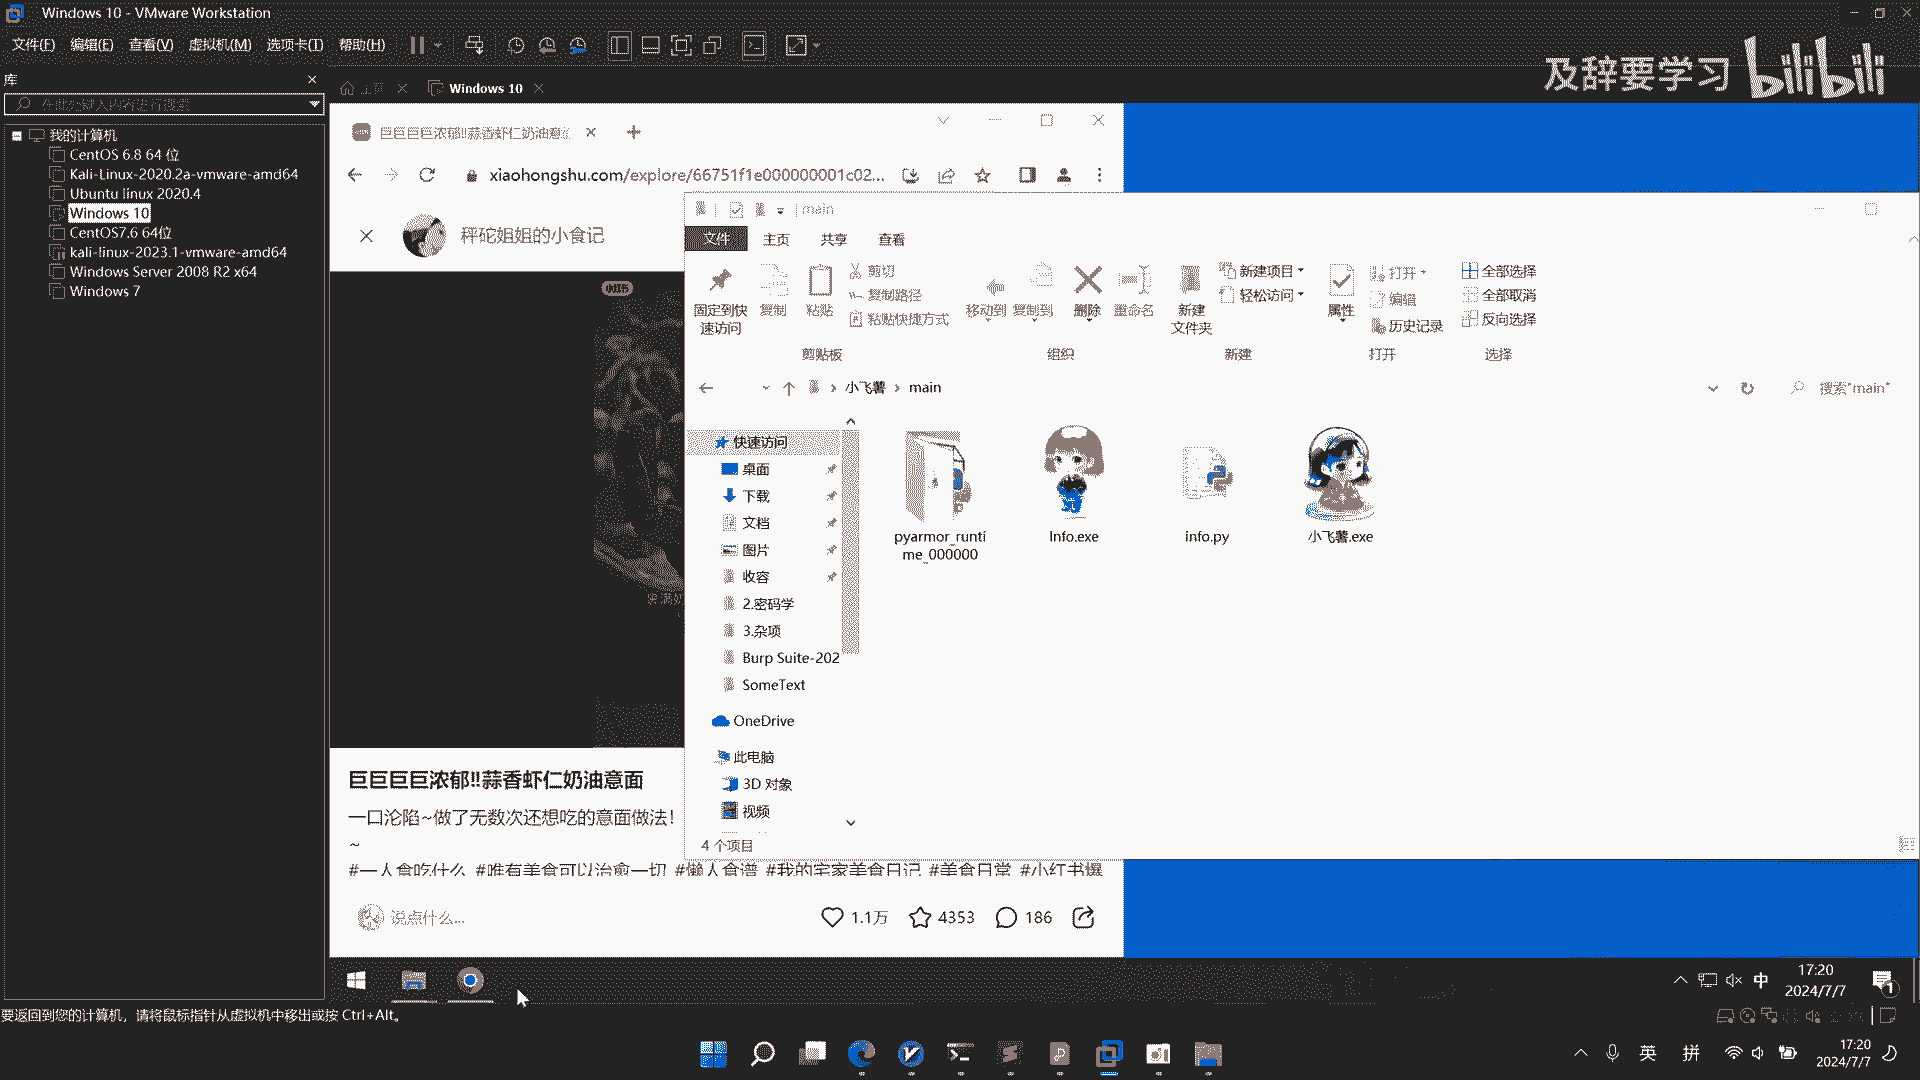 Windows 10 - VMware Workstation
文件(F) 编辑(E) 查看(V) 虚拟机(M) 选项卡(T) 帮助(H)
及辞要学习 bilibili
库
在此处键入内容进行搜索
主页
Windows 10
我的计算机
CentOS 6.8 64 位
Kali-Linux-2020.2a-vmware-amd64
Ubuntu linux 2020.4
Windows 10
CentOS7.6 64位
kali-linux-2023.1-vmware-amd64
Windows Server 2008 R2 x64
Windows 7
巨巨巨巨浓郁!!蒜香虾仁奶油意
xiaohongshu.com/explore/66751f1e000000001c02...
秤砣姐姐的小食记
小红书
巨巨巨巨浓郁!!蒜香虾仁奶油意面
一口沦陷~做了无数次还想吃的意面做法!
~
#一人食吃什么 #唯有美食可以治愈一切 #懒人食谱 #我的宅家美食日记 #美食日常 #小红书爆
说点什么...
1.1万 4353 186
main
文件 主页 共享 查看
固定到快速访问
复制
粘贴
剪切
复制路径
粘贴快捷方式
移动到 复制到 删除 重命名
新建文件夹
新建项目
轻松访问
属性
打开
编辑
历史记录
全部选择
全部取消
反向选择
剪贴板 组织 新建 打开 选择
小飞薯 main
搜索"main"
快速访问
桌面
下载
文档
图片
收容
2.密码学
3.杂项
Burp Suite-202
SomeText
OneDrive
此电脑
3D 对象
视频
pyarmor_runti
me_000000
Info.exe
info.py
小飞薯.exe
4 个项目
中
17:20
2024/7/7
1
要返回到您的计算机，请将鼠标指针从虚拟机中移出或按 Ctrl+Alt。
英 拼
17:20
2024/7/7